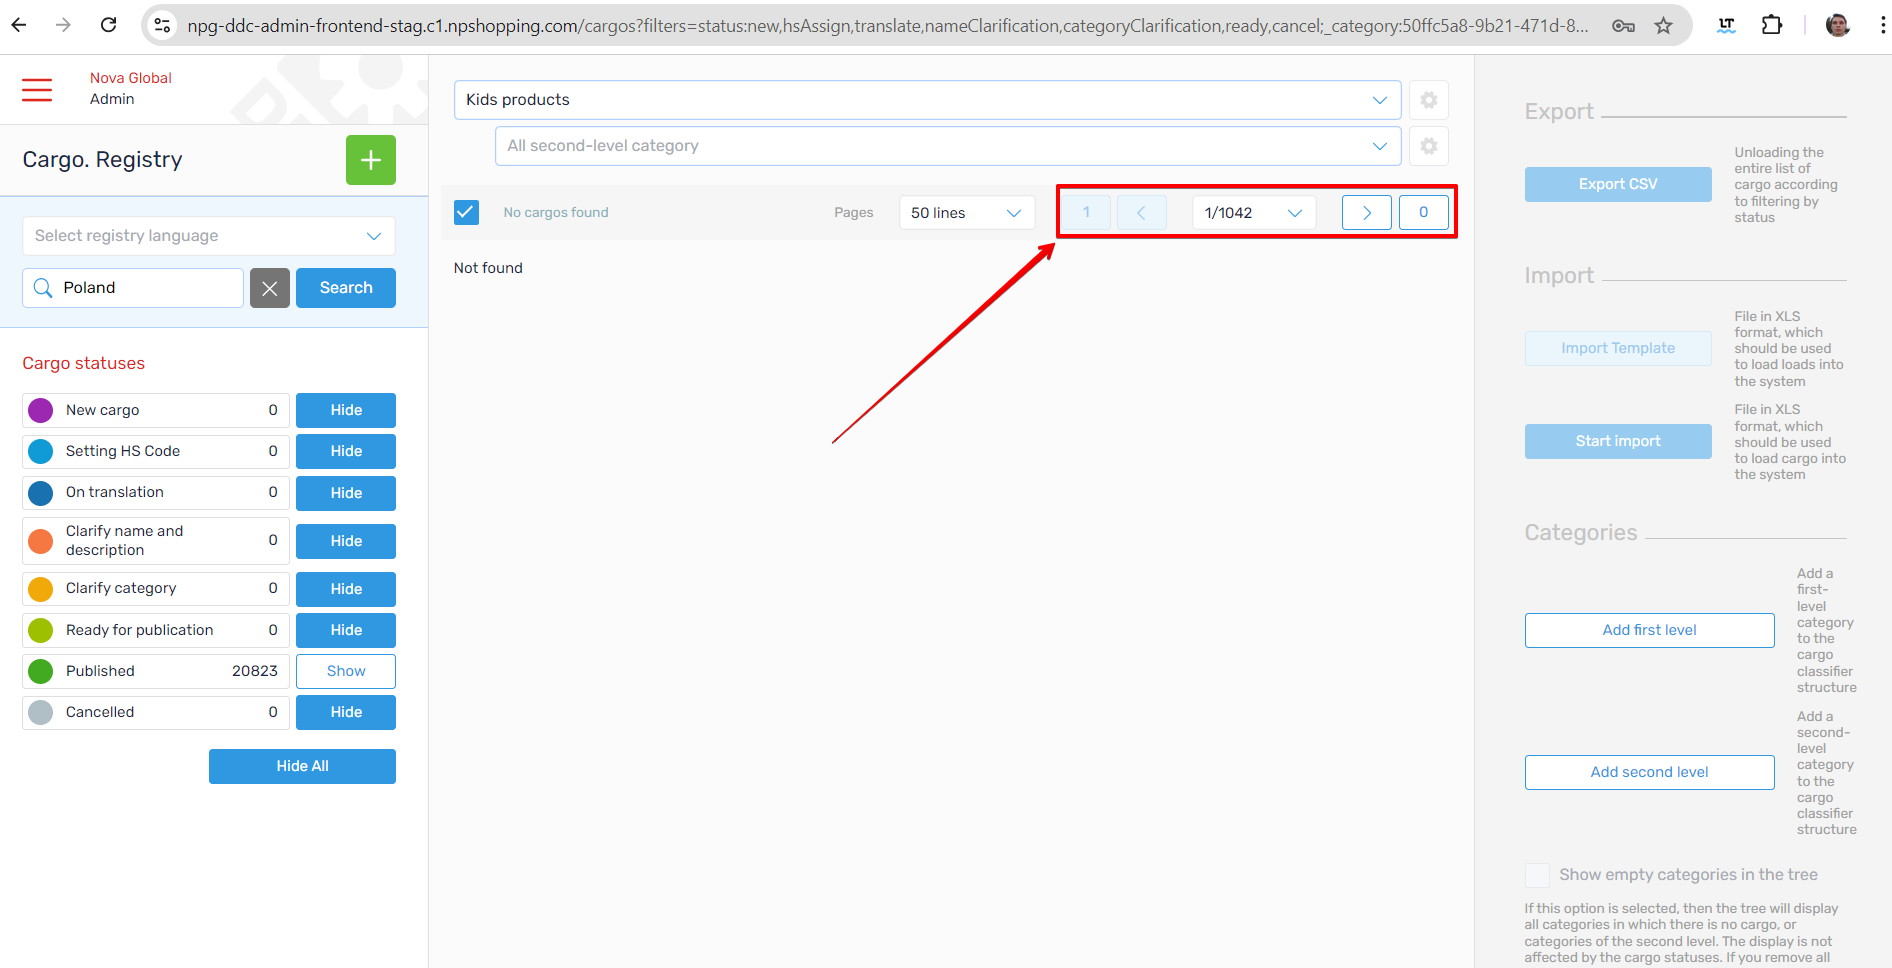 npg-ddc-admin-frontend-stag.c1.npshopping.com/cargos?filters=status:new,hsAssign,translate,nameClarification,categoryClarification,ready,cancel;_category:50ffc5a8-9b21-471d-8...
LT
Nova Global
Admin
Cargo. Registry
Select registry language
Poland
Search
Cargo statuses
New cargo 0 Hide
Setting HS Code 0 Hide
On translation 0 Hide
Clarify name and
description 0 Hide
Clarify category 0 Hide
Ready for publication 0 Hide
Published 20823 Show
Cancelled 0 Hide
Hide All
Kids products
All second-level category
No cargos found Pages 50 lines 1 1/1042 0
Not found
Export
Export CSV
Unloading the
entire list of
cargo according
to filtering by
status
Import
Import Template
File in XLS
format, which
should be used
to load loads into
the system
Start import
File in XLS
format, which
should be used
to load cargo into
the system
Categories
Add first level
Add a
first-
level
category
to the
cargo
classifier
structure
Add second level
Add a
second-
level
category
to the
cargo
classifier
structure
Show empty categories in the tree
If this option is selected, then the tree will display
all categories in which there is no cargo, or
categories of the second level. The display is not
affected by the cargo statuses. If you remove all